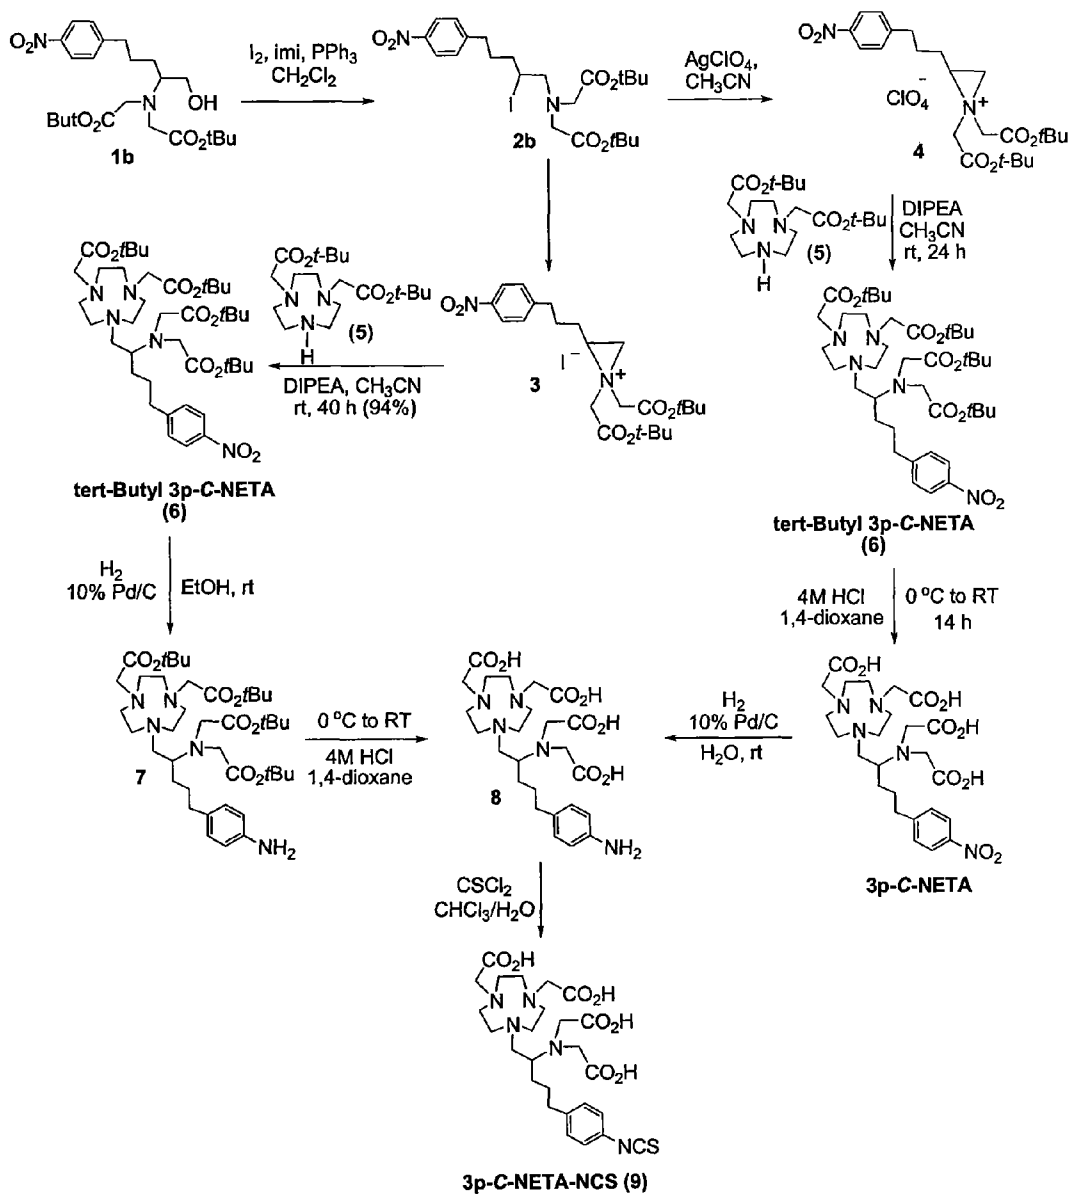 O₂N
I₂, imi, PPh₃
CH₂Cl₂
OH
N
ButO₂C
CO₂tBu
1b
O₂N
CO₂tBu
I
N
CO₂tBu
2b
AgClO₄,
CH₃CN
O₂N
ClO₄⁻
N⁺
CO₂tBu
CO₂t-Bu
4
CO₂t-Bu
N
N
CO₂t-Bu
N
H
(5)
DIPEA
CH₃CN
rt, 24 h
CO₂tBu
N
N
CO₂tBu
N
CO₂tBu
N
CO₂tBu
NO₂
tert-Butyl 3p-C-NETA
(6)
CO₂t-Bu
N
N
CO₂t-Bu
N
H
(5)
DIPEA, CH₃CN
rt, 40 h (94%)
O₂N
I⁻
N⁺
CO₂tBu
CO₂t-Bu
3
CO₂tBu
N
N
CO₂tBu
N
CO₂tBu
N
CO₂tBu
NO₂
tert-Butyl 3p-C-NETA
(6)
H₂
10% Pd/C
EtOH, rt
4M HCl
1,4-dioxane
0 ºC to RT
14 h
CO₂tBu
N
N
CO₂tBu
N
CO₂tBu
N
CO₂tBu
7
NH₂
0 ºC to RT
4M HCl
1,4-dioxane
CO₂H
N
N
CO₂H
N
CO₂H
N
CO₂H
8
NH₂
H₂
10% Pd/C
H₂O, rt
CO₂H
N
N
CO₂H
N
CO₂H
N
CO₂H
NO₂
3p-C-NETA
CSCl₂
CHCl₃/H₂O
CO₂H
N
N
CO₂H
N
CO₂H
N
CO₂H
NCS
3p-C-NETA-NCS (9)